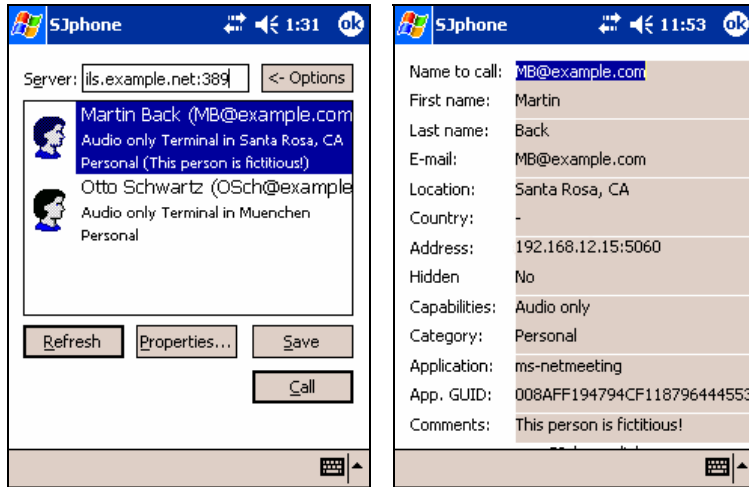 SJphone 1:31 ok
Server: ils.example.net:389 <- Options
Martin Back (MB@example.com
Audio only Terminal in Santa Rosa, CA
Personal (This person is fictitious!)
Otto Schwartz (OSch@example
Audio only Terminal in Muenchen
Personal
Refresh Properties... Save
Call
SJphone 11:53 ok
Name to call: MB@example.com
First name: Martin
Last name: Back
E-mail: MB@example.com
Location: Santa Rosa, CA
Country: -
Address: 192.168.12.15:5060
Hidden No
Capabilities: Audio only
Category: Personal
Application: ms-netmeeting
App. GUID: 008AFF194794CF118796444553
Comments: This person is fictitious!